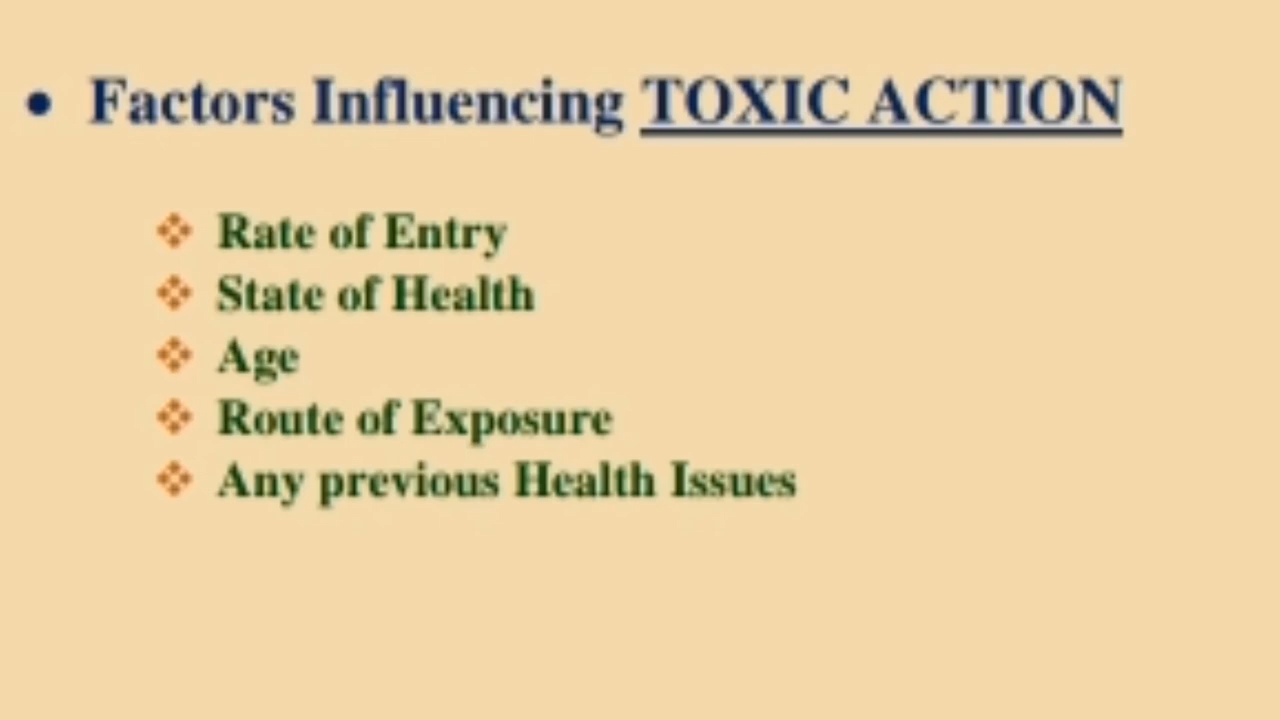 • Factors Influencing TOXIC ACTION
❖ Rate of Entry
❖ State of Health
❖ Age
❖ Route of Exposure
❖ Any previous Health Issues